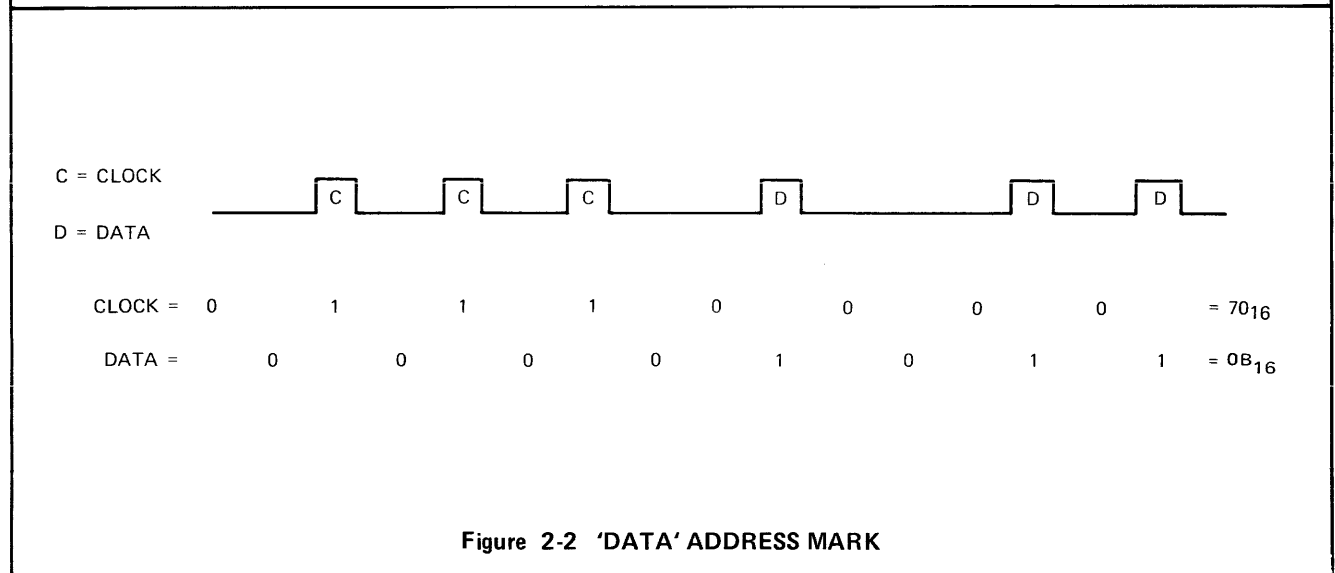 C = CLOCK
C C C D D D
D = DATA
CLOCK = 0 1 1 1 0 0 0 0 = 70₁₆
DATA = 0 0 0 0 1 0 1 1 = 0B₁₆
Figure 2-2 'DATA' ADDRESS MARK